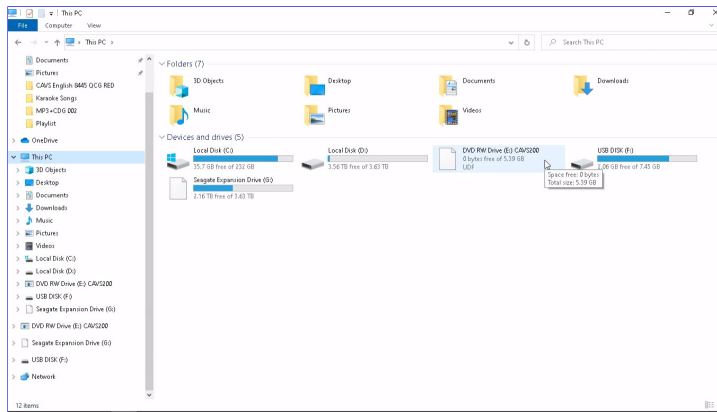 This PC
File Computer View
This PC
Search This PC
Documents
Pictures
CAVS English 8445 QCG RED
Karaoke Songs
MP3+CDG 002
Playlist
OneDrive
This PC
3D Objects
Desktop
Documents
Downloads
Music
Pictures
Videos
Local Disk (C:)
Local Disk (D:)
DVD RW Drive (E:) CAVS200
USB DISK (F:)
Seagate Expansion Drive (G:)
DVD RW Drive (E:) CAVS200
Seagate Expansion Drive (G:)
USB DISK (F:)
Network
Folders (7)
3D Objects
Desktop
Documents
Downloads
Music
Pictures
Videos
Devices and drives (5)
Local Disk (C:)
35.7 GB free of 232 GB
Local Disk (D:)
3.56 TB free of 3.63 TB
DVD RW Drive (E:) CAVS200
0 bytes free of 5.39 GB
UDF
USB DISK (F:)
2.06 GB free of 7.45 GB
Space free: 0 bytes
Total size: 5.39 GB
Seagate Expansion Drive (G:)
2.16 TB free of 3.63 TB
12 items